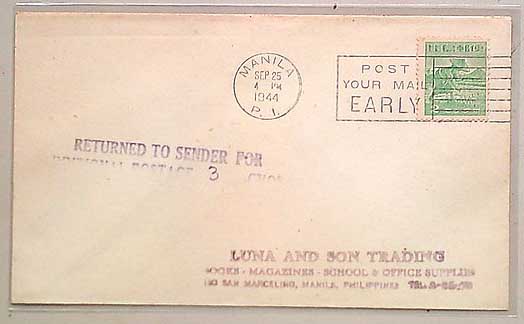 MANILA
SEP 25
4 PM
1944
P. I.
POST
YOUR MAIL
EARLY
RETURNED TO SENDER FOR
POSTAGE 3
LUNA AND SON TRADING
MAGAZINES - SCHOOL & OFFICE SUPPLIES
SAN MARCELINO, MANILA, PHILIPPINES TEL.